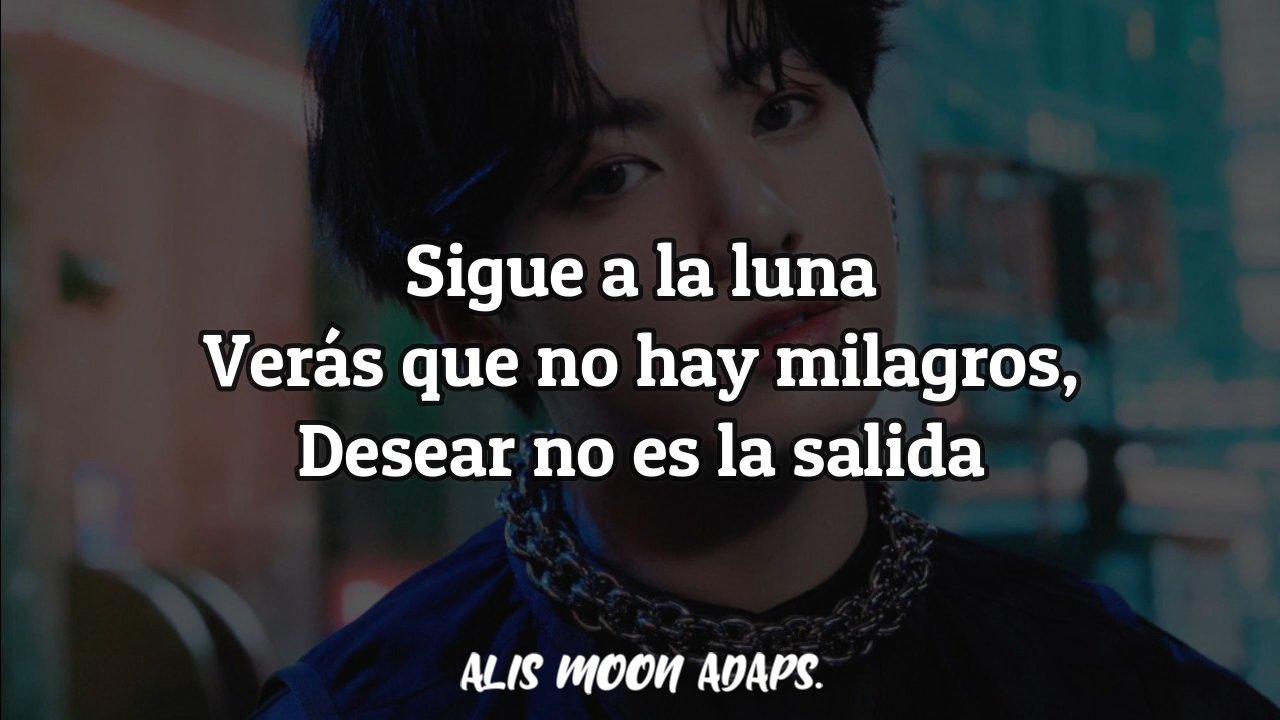 Sigue a la luna
Verás que no hay milagros,
Desear no es la salida
ALIS MOON ADAPS.